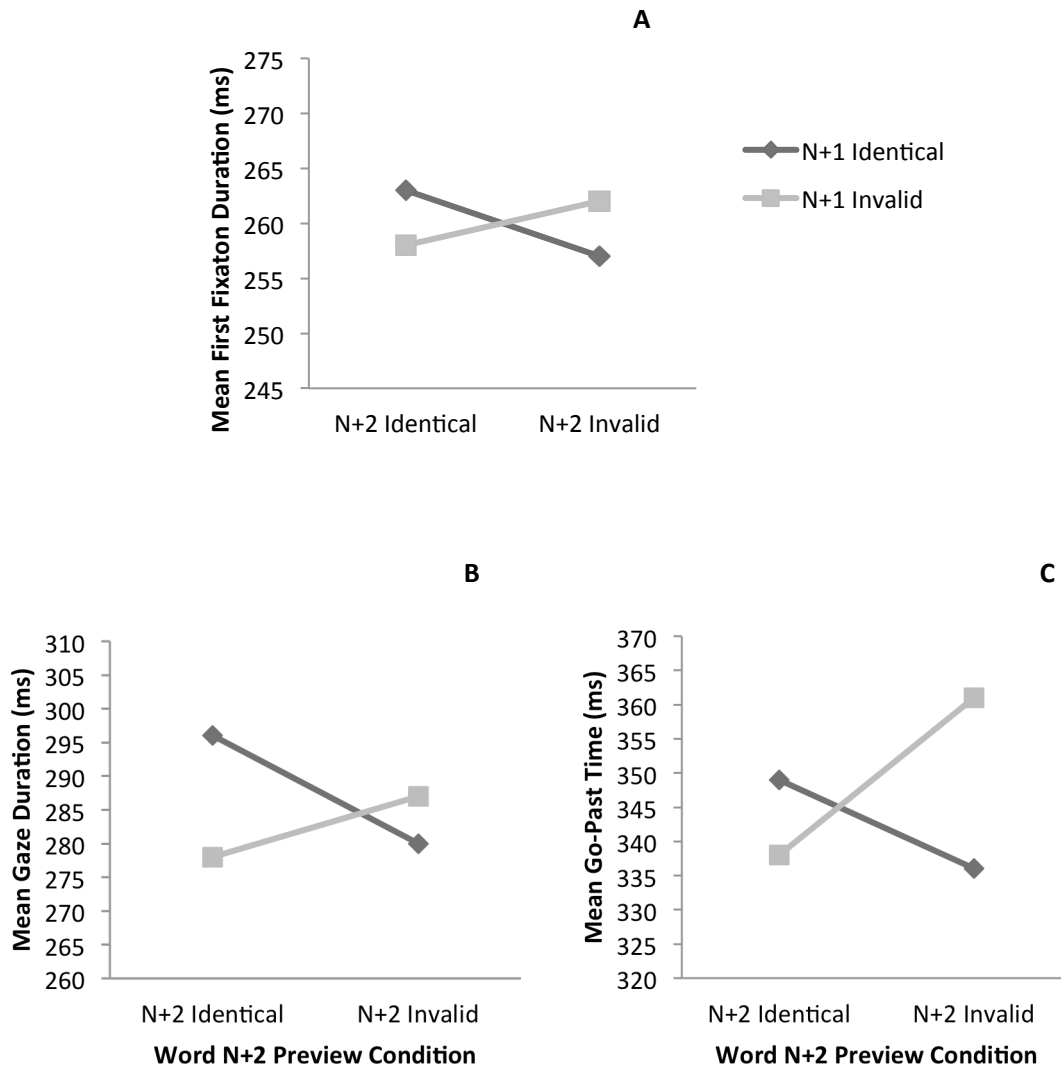 A
Mean First Fixaton Duration (ms)
275
270
265
260
255
250
245
N+2 Identical N+2 Invalid
N+1 Identical
N+1 Invalid
B
Mean Gaze Duration (ms)
310
305
300
295
290
285
280
275
270
265
260
N+2 Identical N+2 Invalid
Word N+2 Preview Condition
C
Mean Go-Past Time (ms)
370
365
360
355
350
345
340
335
330
325
320
N+2 Identical N+2 Invalid
Word N+2 Preview Condition